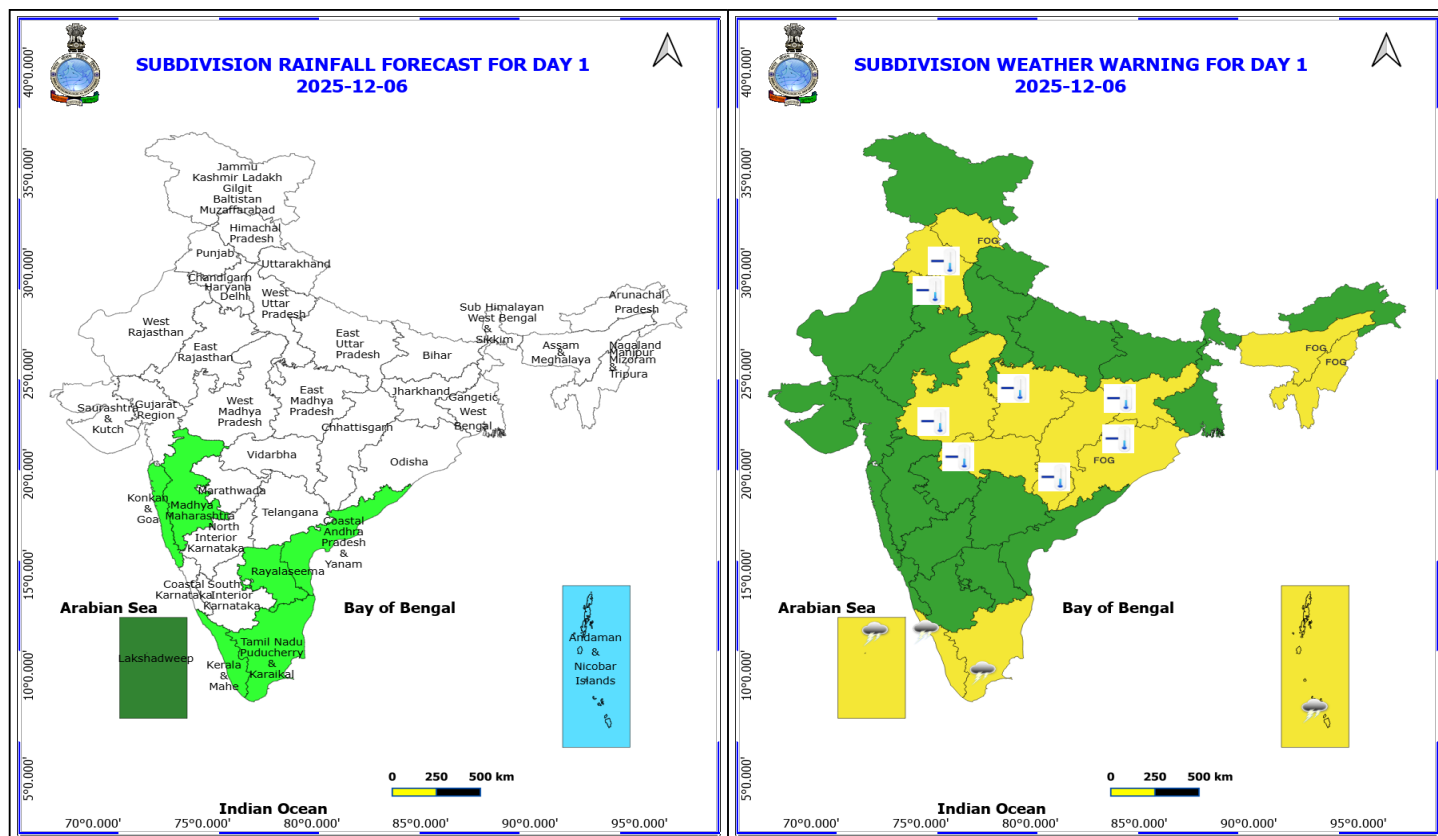 SUBDIVISION RAINFALL FORECAST FOR DAY 1
2025-12-06
40°0.000'
35°0.000'
30°0.000'
25°0.000'
20°0.000'
15°0.000'
10°0.000'
5°0.000'
Jammu
Kashmir Ladakh
Gilgit
Baltistan
Muzaffarabad
Himachal
Pradesh
Punjab
Uttarakhand
Chandigarh
Haryana
Delhi
West
Uttar
Pradesh
West
Rajasthan
East
Rajasthan
East
Uttar
Pradesh
Bihar
Sub Himalayan
West Bengal
&
Sikkim
Arunachal
Pradesh
Assam
&
Meghalaya
Nagaland
Manipur
Mizoram
&
Tripura
Saurashtra
&
Kutch
Gujarat
Region
West
Madhya
Pradesh
East
Madhya
Pradesh
Jharkhand
Gangetic
West
Bengal
Chhattisgarh
Vidarbha
Odisha
Konkan
&
Goa
Madhya
Maharashtra
Marathwada
Telangana
North
Interior
Karnataka
Coastal
Andhra
Pradesh
&
Yanam
Rayalaseema
Coastal
Karnataka
South
Interior
Karnataka
Arabian Sea
Bay of Bengal
Lakshadweep
Kerala
&
Mahe
Tamil Nadu
Puducherry
&
Karaikal
Andaman
&
Nicobar
Islands
0 250 500 km
Indian Ocean
70°0.000' 75°0.000' 80°0.000' 85°0.000' 90°0.000' 95°0.000'
SUBDIVISION WEATHER WARNING FOR DAY 1
2025-12-06
40°0.000'
35°0.000'
30°0.000'
25°0.000'
20°0.000'
15°0.000'
10°0.000'
5°0.000'
FOG
FOG
FOG
FOG
Arabian Sea
Bay of Bengal
0 250 500 km
Indian Ocean
70°0.000' 75°0.000' 80°0.000' 85°0.000' 90°0.000' 95°0.000'